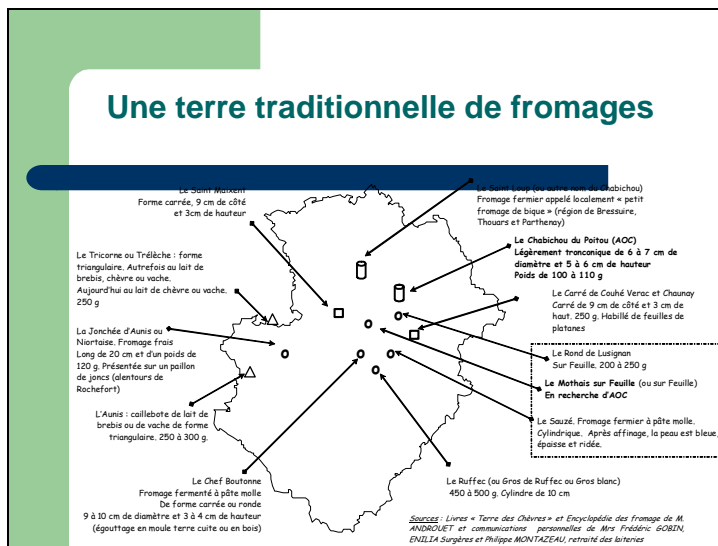 Une terre traditionnelle de fromages
Le Saint Maixent
Forme carrée, 9 cm de côté
et 3cm de hauteur
Le Saint Loup (ou autre nom du Chabichou)
Fromage fermier appelé localement « petit
fromage de bique » (région de Bressuire,
Thouars et Parthenay)
Le Chabichou du Poitou (AOC)
Légèrement tronconique de 6 à 7 cm de
diamètre et 5 à 6 cm de hauteur
Poids de 100 à 110 g
Le Tricorne ou Trélèche : forme
triangulaire. Autrefois au lait de
brebis, chèvre ou vache.
Aujourd'hui au lait de chèvre ou vache.
250 g
Le Carré de Couhé Verac et Chaunay
Carré de 9 cm de côté et 3 cm de
haut. 250 g. Habillé de feuilles de
platanes
La Jonchée d'Aunis ou
Niortaise. Fromage frais
Long de 20 cm et d'un poids de
120 g. Présentée sur un paillon
de joncs (alentours de
Rochefort)
Le Rond de Lusignan
Sur Feuille. 200 à 250 g
Le Mothais sur Feuille (ou sur Feuille)
En recherche d'AOC
L'Aunis : caillebote de lait de
brebis ou de vache de forme
triangulaire. 250 à 300 g.
Le Sauzé. Fromage fermier à pâte molle.
Cylindrique. Après affinage, la peau est bleue,
épaisse et ridée.
Le Chef Boutonne
Fromage fermenté à pâte molle
De forme carrée ou ronde
9 à 10 cm de diamètre et 3 à 4 cm de hauteur
(égouttage en moule terre cuite ou en bois)
Le Ruffec (ou Gros de Ruffec ou Gros blanc)
450 à 500 g. Cylindre de 10 cm
Sources : Livres « Terre des Chèvres » et Encyclopédie des fromage de M.
ANDROUET et communications personnelles de Mrs Frédéric GOBIN,
ENILIA Surgères et Philippe MONTAZEAU, retraité des laiteries